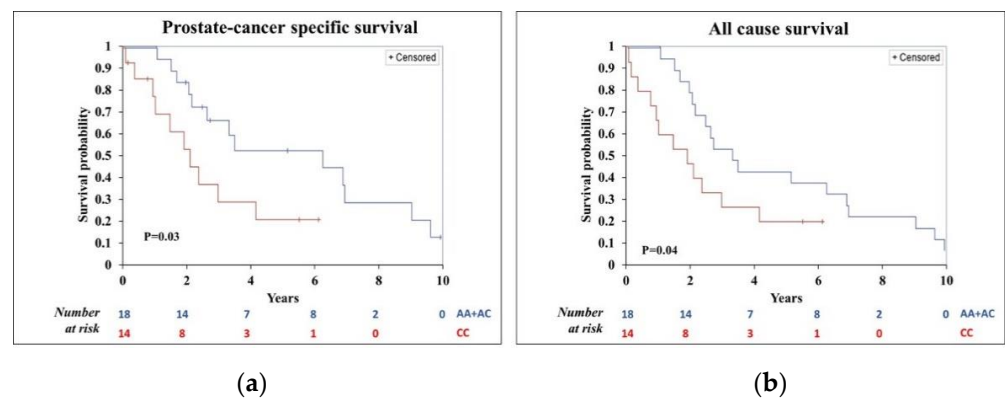 Prostate-cancer specific survival
+ Censored
Survival probability
1
0.9
0.8
0.7
0.6
0.5
0.4
0.3
0.2
0.1
0
P=0.03
0 2 4 6 8 10
Years
Number at risk
18 14 7 8 2 0 AA+AC
14 8 3 1 0 CC
(a)
All cause survival
+ Censored
Survival probability
1
0.9
0.8
0.7
0.6
0.5
0.4
0.3
0.2
0.1
0
P=0.04
0 2 4 6 8 10
Years
Number at risk
18 14 7 8 2 0 AA+AC
14 8 3 1 0 CC
(b)